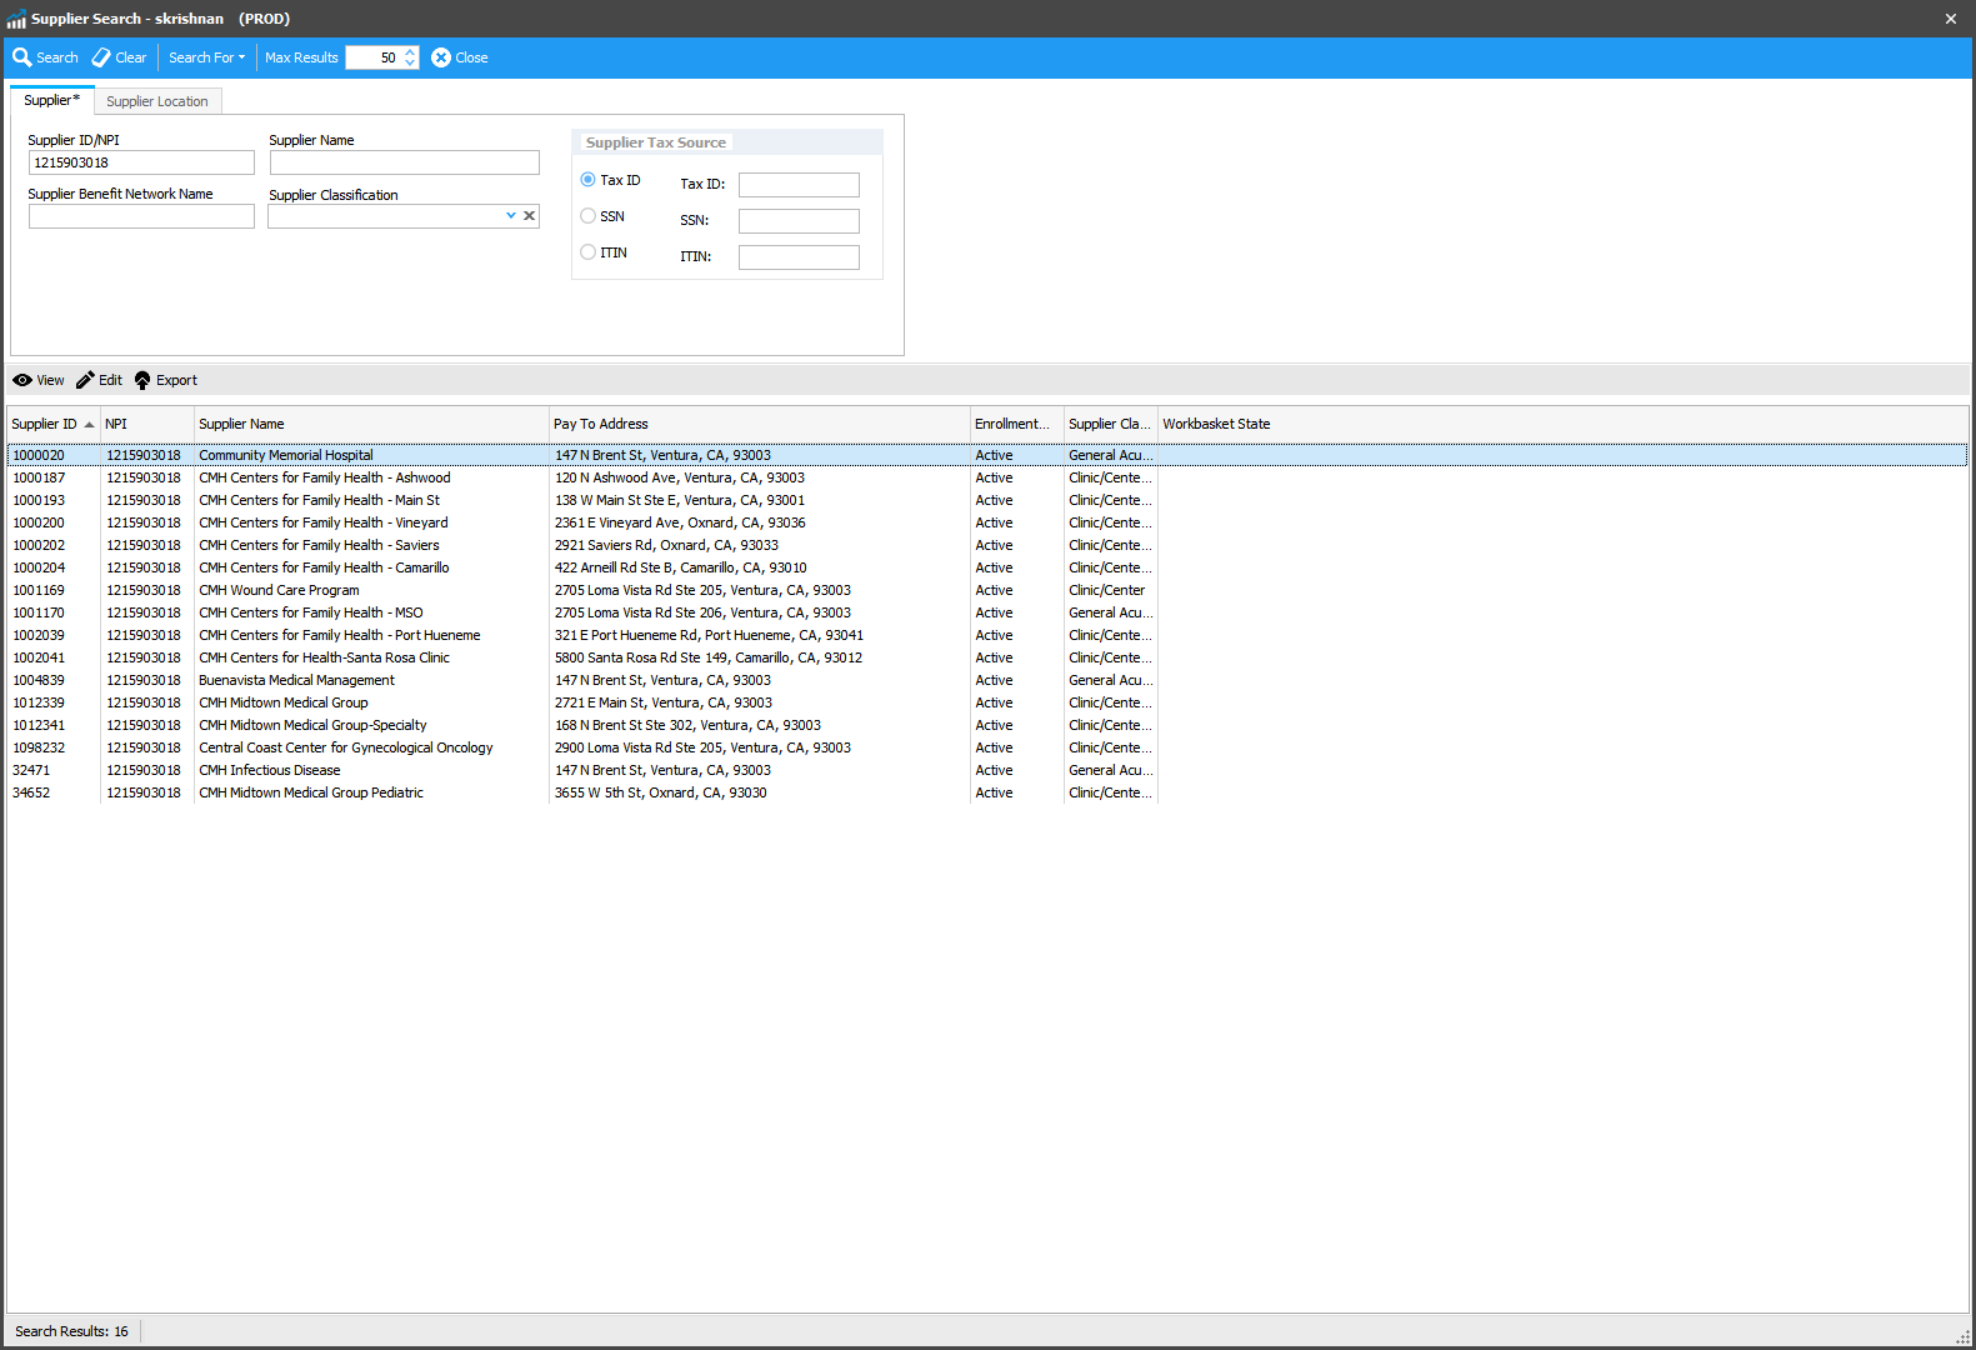 Supplier Search - skrishnan (PROD)
Search Clear Search For Max Results 50 Close
Supplier* Supplier Location
Supplier ID/NPI Supplier Name Supplier Tax Source
1215903018
Supplier Benefit Network Name Supplier Classification
Tax ID Tax ID:
SSN SSN:
ITIN ITIN:
View Edit Export
Supplier ID NPI Supplier Name Pay To Address Enrollment... Supplier Cla... Workbasket State
1000020 1215903018 Community Memorial Hospital 147 N Brent St, Ventura, CA, 93003 Active General Acu...
1000187 1215903018 CMH Centers for Family Health - Ashwood 120 N Ashwood Ave, Ventura, CA, 93003 Active Clinic/Cente...
1000193 1215903018 CMH Centers for Family Health - Main St 138 W Main St Ste E, Ventura, CA, 93001 Active Clinic/Cente...
1000200 1215903018 CMH Centers for Family Health - Vineyard 2361 E Vineyard Ave, Oxnard, CA, 93036 Active Clinic/Cente...
1000202 1215903018 CMH Centers for Family Health - Saviers 2921 Saviers Rd, Oxnard, CA, 93033 Active Clinic/Cente...
1000204 1215903018 CMH Centers for Family Health - Camarillo 422 Arneill Rd Ste B, Camarillo, CA, 93010 Active Clinic/Cente...
1001169 1215903018 CMH Wound Care Program 2705 Loma Vista Rd Ste 205, Ventura, CA, 93003 Active Clinic/Center
1001170 1215903018 CMH Centers for Family Health - MSO 2705 Loma Vista Rd Ste 206, Ventura, CA, 93003 Active General Acu...
1002039 1215903018 CMH Centers for Family Health - Port Hueneme 321 E Port Hueneme Rd, Port Hueneme, CA, 93041 Active Clinic/Cente...
1002041 1215903018 CMH Centers for Health-Santa Rosa Clinic 5800 Santa Rosa Rd Ste 149, Camarillo, CA, 93012 Active Clinic/Cente...
1004839 1215903018 Buenavista Medical Management 147 N Brent St, Ventura, CA, 93003 Active General Acu...
1012339 1215903018 CMH Midtown Medical Group 2721 E Main St, Ventura, CA, 93003 Active Clinic/Cente...
1012341 1215903018 CMH Midtown Medical Group-Specialty 168 N Brent St Ste 302, Ventura, CA, 93003 Active Clinic/Cente...
1098232 1215903018 Central Coast Center for Gynecological Oncology 2900 Loma Vista Rd Ste 205, Ventura, CA, 93003 Active Clinic/Cente...
32471 1215903018 CMH Infectious Disease 147 N Brent St, Ventura, CA, 93003 Active General Acu...
34652 1215903018 CMH Midtown Medical Group Pediatric 3655 W 5th St, Oxnard, CA, 93030 Active Clinic/Cente...
Search Results: 16